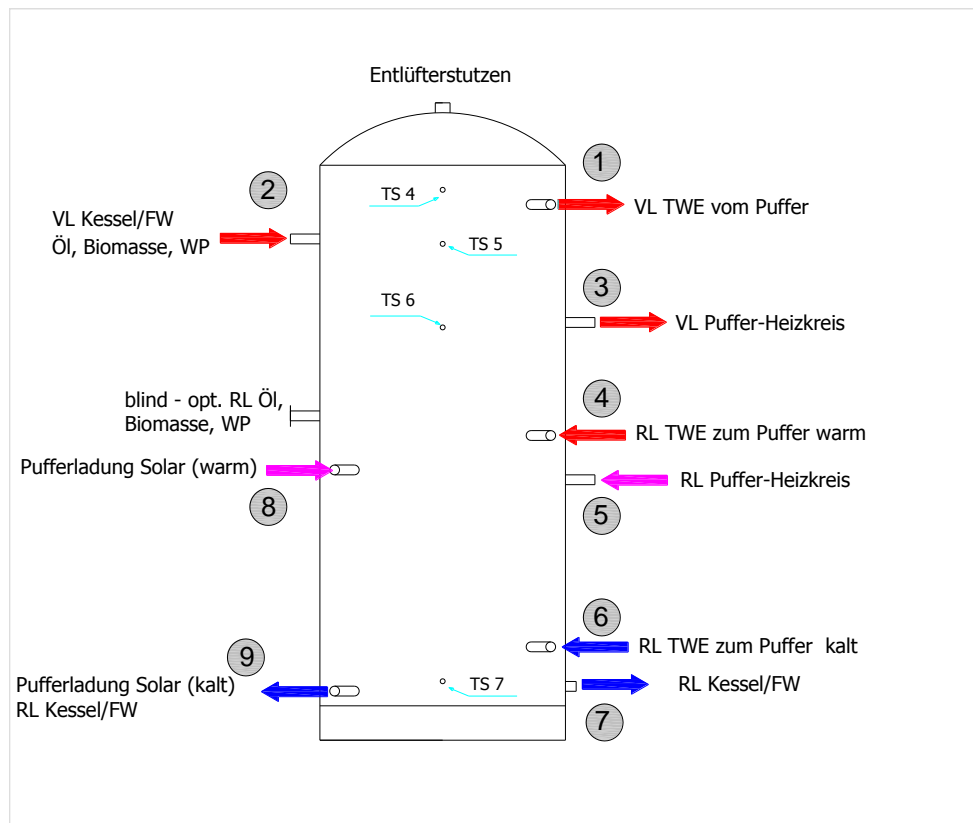 Entlüfterstutzen
1
2
TS 4
VL TWE vom Puffer
VL Kessel/FW
Öl, Biomasse, WP
TS 5
3
TS 6
VL Puffer-Heizkreis
blind - opt. RL Öl,
Biomasse, WP
4
RL TWE zum Puffer warm
Pufferladung Solar (warm)
RL Puffer-Heizkreis
8
5
6
RL TWE zum Puffer kalt
9
Pufferladung Solar (kalt)
RL Kessel/FW
TS 7
RL Kessel/FW
7